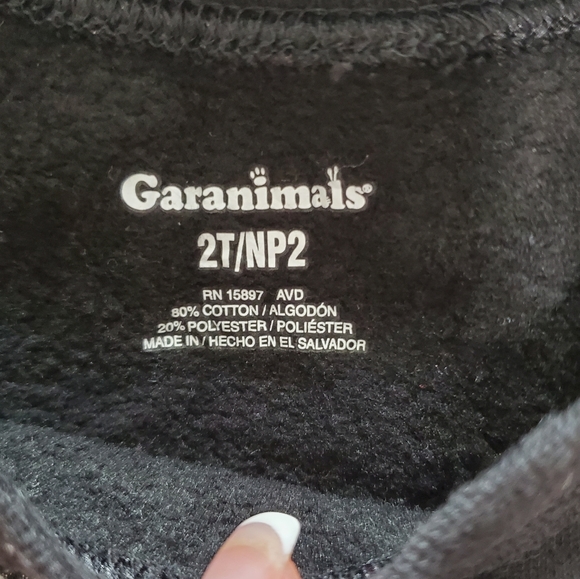 Garanimals®
2T/NP2
RN 15897 AVD
80% COTTON / ALGODÓN
20% POLYESTER / POLIÉSTER
MADE IN / HECHO EN EL SALVADOR